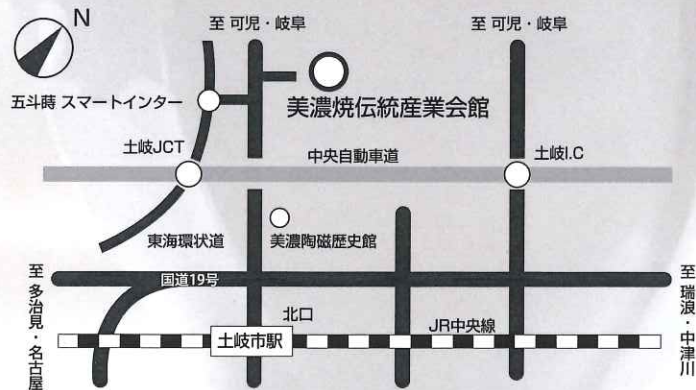 N
至 可児・岐阜
至 可児・岐阜
五斗蒔 スマートインター
美濃焼伝統産業会館
土岐JCT
中央自動車道
土岐I.C
東海環状道
美濃陶磁歴史館
至 多治見・名古屋
国道19号
至 瑞浪・中津川
北口
土岐市駅
JR中央線